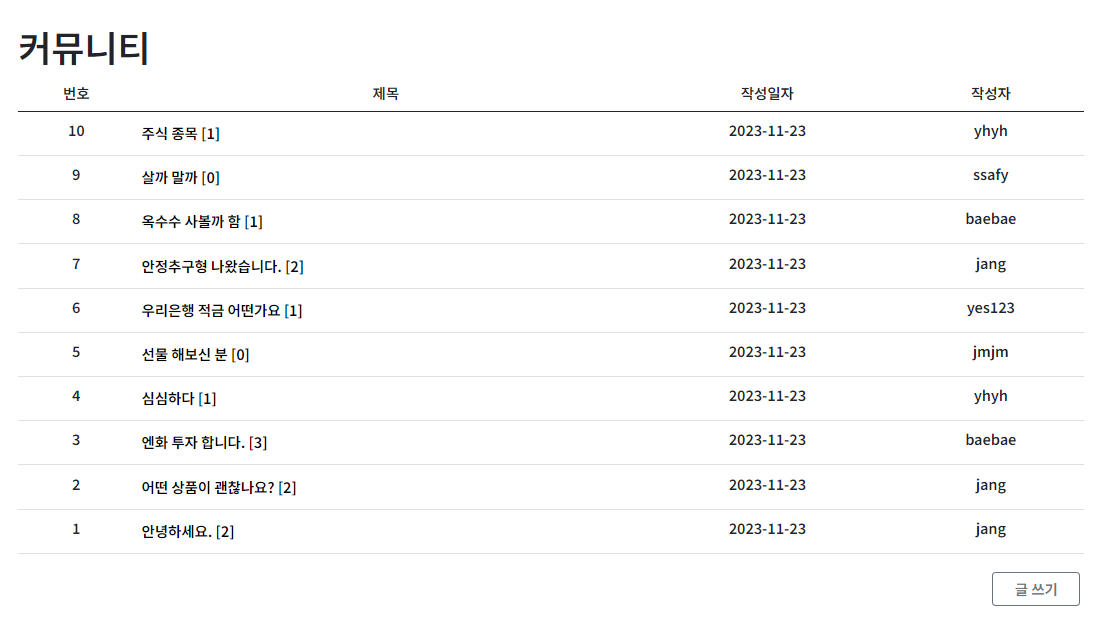 커뮤니티
번호 제목 작성일자 작성자
10 주식 종목 [1] 2023-11-23 yhyh
9 살까 말까 [0] 2023-11-23 ssafy
8 옥수수 사볼까 함 [1] 2023-11-23 baebae
7 안정추구형 나왔습니다. [2] 2023-11-23 jang
6 우리은행 적금 어떤가요 [1] 2023-11-23 yes123
5 선물 해보신 분 [0] 2023-11-23 jmjm
4 심심하다 [1] 2023-11-23 yhyh
3 엔화 투자 합니다. [3] 2023-11-23 baebae
2 어떤 상품이 괜찮나요? [2] 2023-11-23 jang
1 안녕하세요. [2] 2023-11-23 jang
글 쓰기